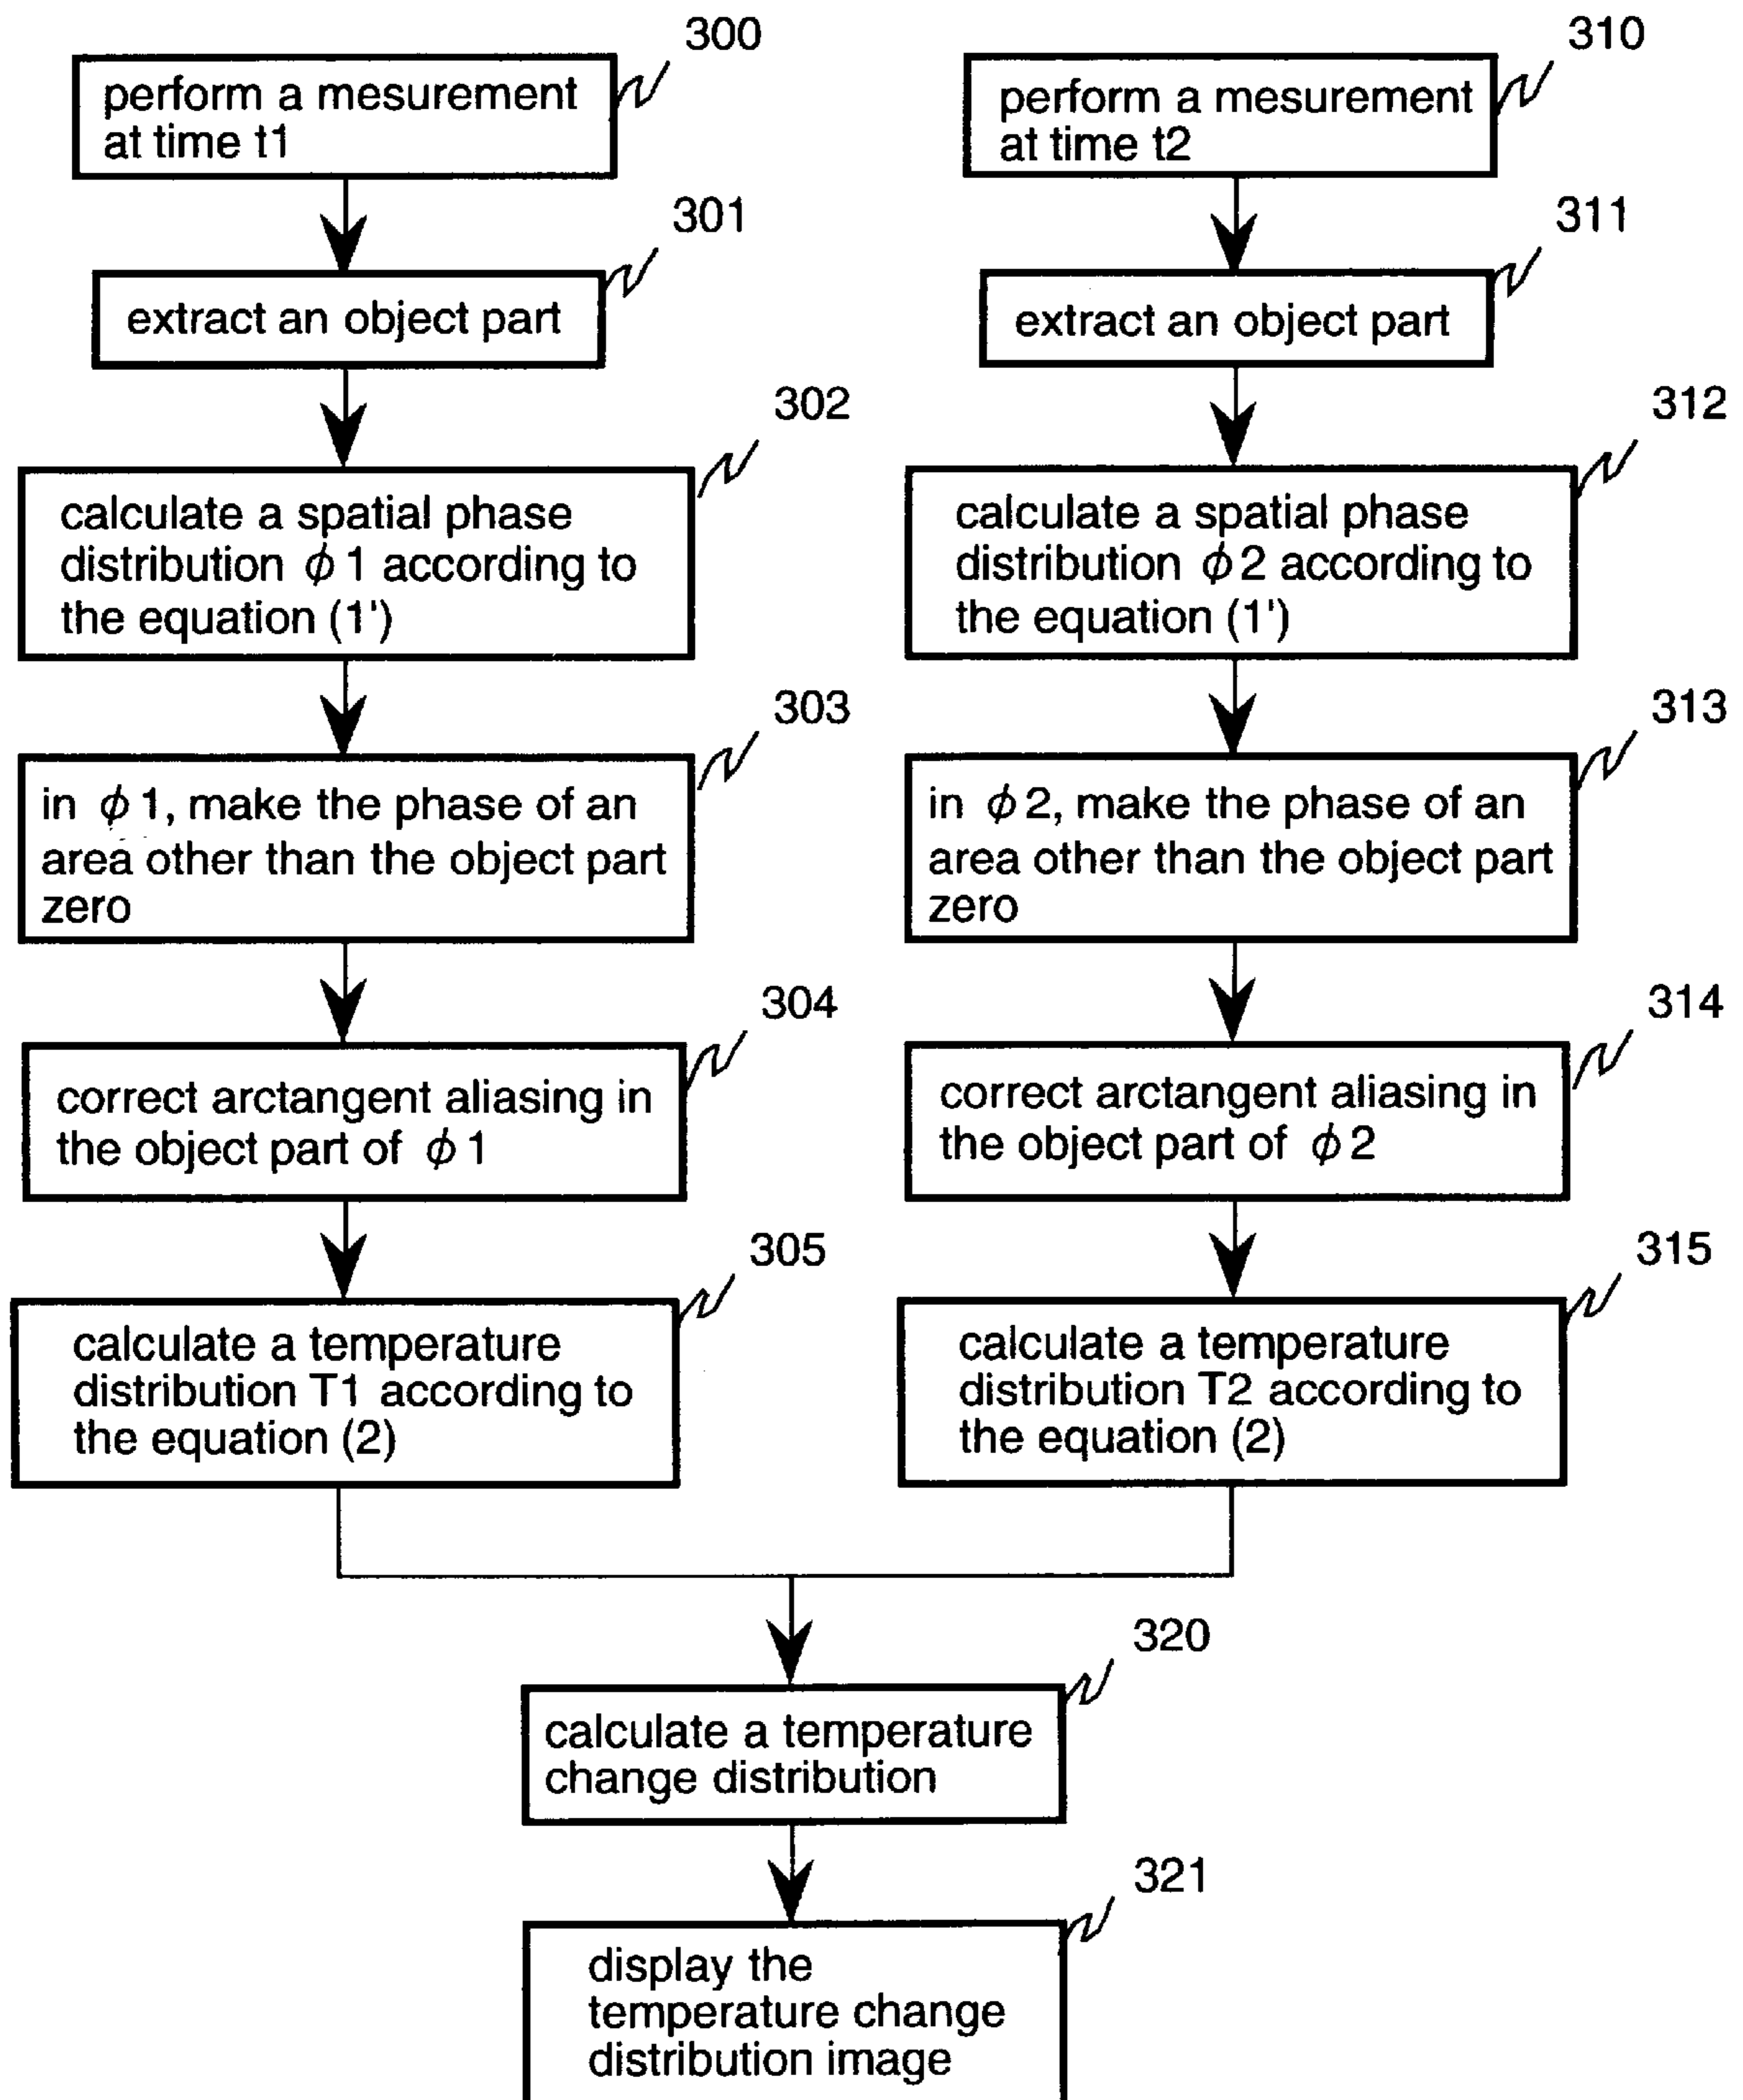 300
perform a mesurement
at time t1
301
extract an object part
302
calculate a spatial phase
distribution ϕ1 according to
the equation (1')
303
in ϕ1, make the phase of an
area other than the object part
zero
304
correct arctangent aliasing in
the object part of ϕ1
305
calculate a temperature
distribution T1 according to
the equation (2)
310
perform a mesurement
at time t2
311
extract an object part
312
calculate a spatial phase
distribution ϕ2 according to
the equation (1')
313
in ϕ2, make the phase of an
area other than the object part
zero
314
correct arctangent aliasing in
the object part of ϕ2
315
calculate a temperature
distribution T2 according to
the equation (2)
320
calculate a temperature
change distribution
321
display the
temperature change
distribution image